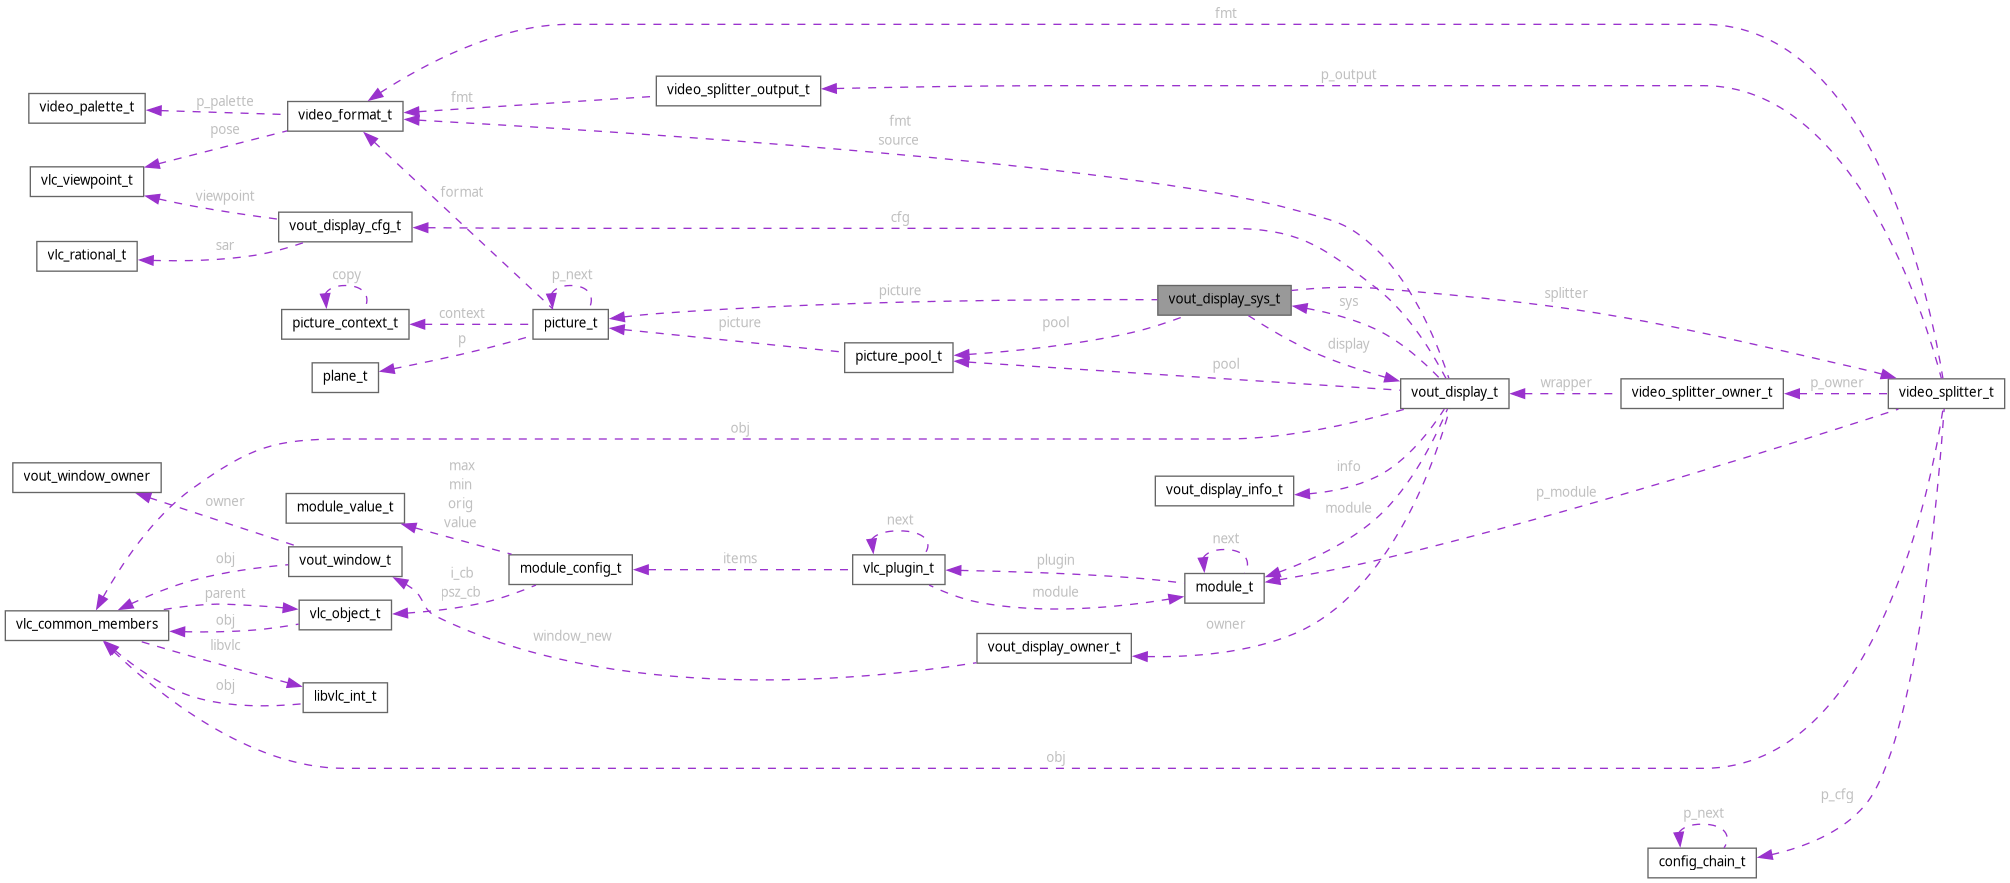 fmt
p_output
video_splitter_output_t
video_palette_t
p_palette
fmt
video_format_t
fmt
source
pose
vlc_viewpoint_t
format
viewpoint
vout_display_cfg_t
cfg
sar
vlc_rational_t
copy
p_next
picture
vout_display_sys_t
splitter
sys
context
picture_context_t
picture_t
picture
pool
display
p
picture_pool_t
pool
plane_t
vout_display_t
wrapper
video_splitter_owner_t
p_owner
video_splitter_t
obj
max
min
orig
value
vout_window_owner
info
vout_display_info_t
p_module
owner
module_value_t
module
next
next
vout_window_t
obj
module_config_t
items
vlc_plugin_t
plugin
module_t
i_cb
psz_cb
module
parent
vlc_object_t
obj
vlc_common_members
owner
window_new
vout_display_owner_t
libvlc
obj
libvlc_int_t
obj
p_cfg
p_next
config_chain_t